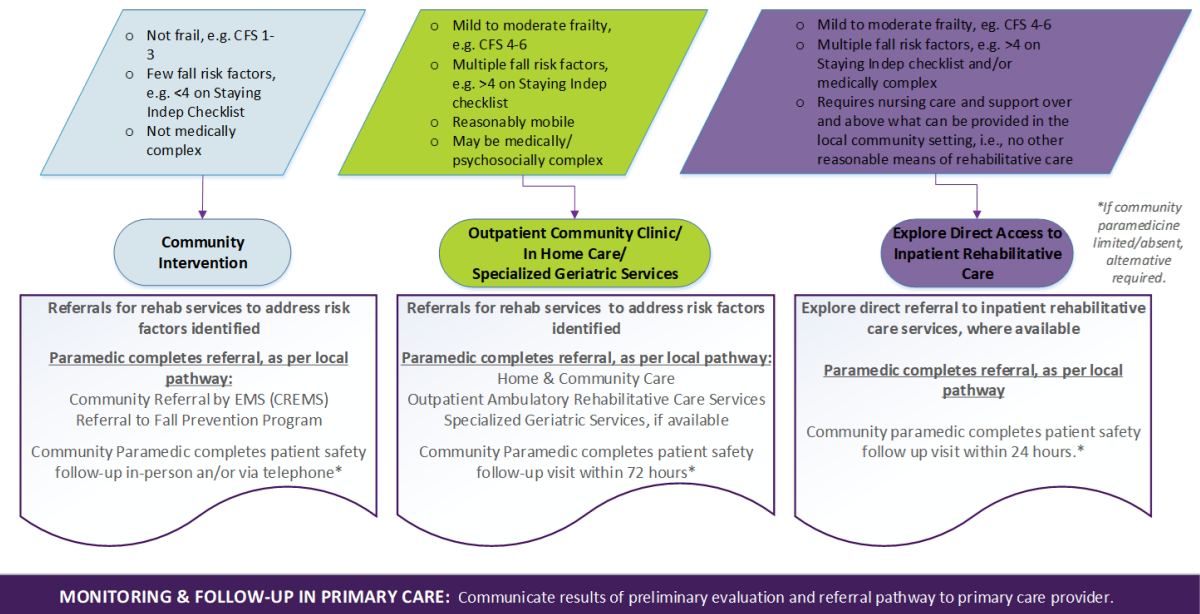 o Not frail, e.g. CFS 1-
3
o Few fall risk factors,
e.g. <4 on Staying
Indep Checklist
o Not medically
complex
o Mild to moderate frailty,
e.g. CFS 4-6
o Multiple fall risk factors,
e.g. >4 on Staying Indep
checklist
o Reasonably mobile
o May be medically/
psychosocially complex
o Mild to moderate frailty, eg. CFS 4-6
o Multiple fall risk factors, e.g. >4 on
Staying Indep checklist and/or
medically complex
o Requires nursing care and support over
and above what can be provided in the
local community setting, i.e., no other
reasonable means of rehabilitative care
Community
Intervention
Outpatient Community Clinic/
In Home Care/
Specialized Geriatric Services
Explore Direct Access to
Inpatient Rehabilitative
Care
*If community
paramedicine
limited/absent,
alternative
required.
Referrals for rehab services to address risk
factors identified
Paramedic completes referral, as per local
pathway:
Community Referral by EMS (CREMS)
Referral to Fall Prevention Program
Community Paramedic completes patient safety
follow-up in-person an/or via telephone*
Referrals for rehab services to address risk factors
identified
Paramedic completes referral, as per local pathway:
Home & Community Care
Outpatient Ambulatory Rehabilitative Care Services
Specialized Geriatric Services, if available
Community Paramedic completes patient safety
follow-up visit within 72 hours*
Explore direct referral to inpatient rehabilitative
care services, where available
Paramedic completes referral, as per local
pathway
Community paramedic completes patient safety
follow up visit within 24 hours.*
MONITORING & FOLLOW-UP IN PRIMARY CARE: Communicate results of preliminary evaluation and referral pathway to primary care provider.